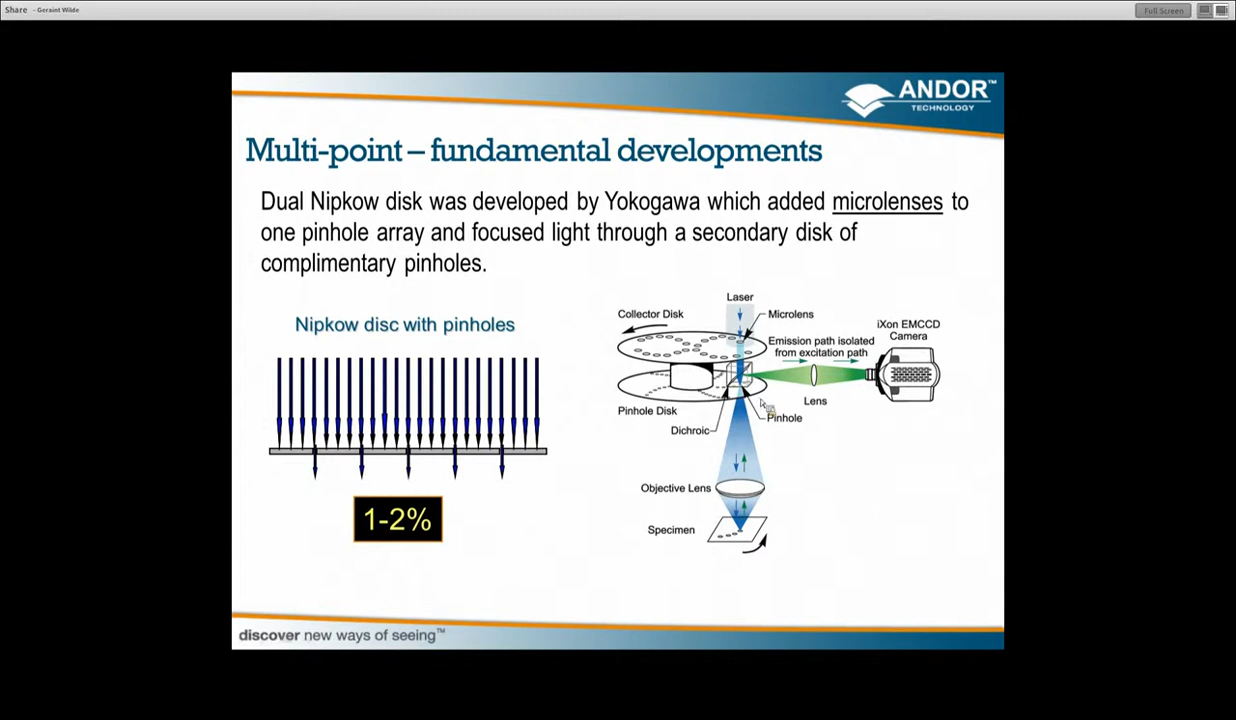 Share - Geraint Wilde
Full Screen
ANDOR™
TECHNOLOGY
Multi-point – fundamental developments
Dual Nipkow disk was developed by Yokogawa which added microlenses to
one pinhole array and focused light through a secondary disk of
complimentary pinholes.
Nipkow disc with pinholes
1-2%
Laser
Collector Disk
Microlens
iXon EMCCD
Camera
Emission path isolated
from excitation path
Lens
Pinhole Disk
Pinhole
Dichroic
Objective Lens
Specimen
discover new ways of seeing™